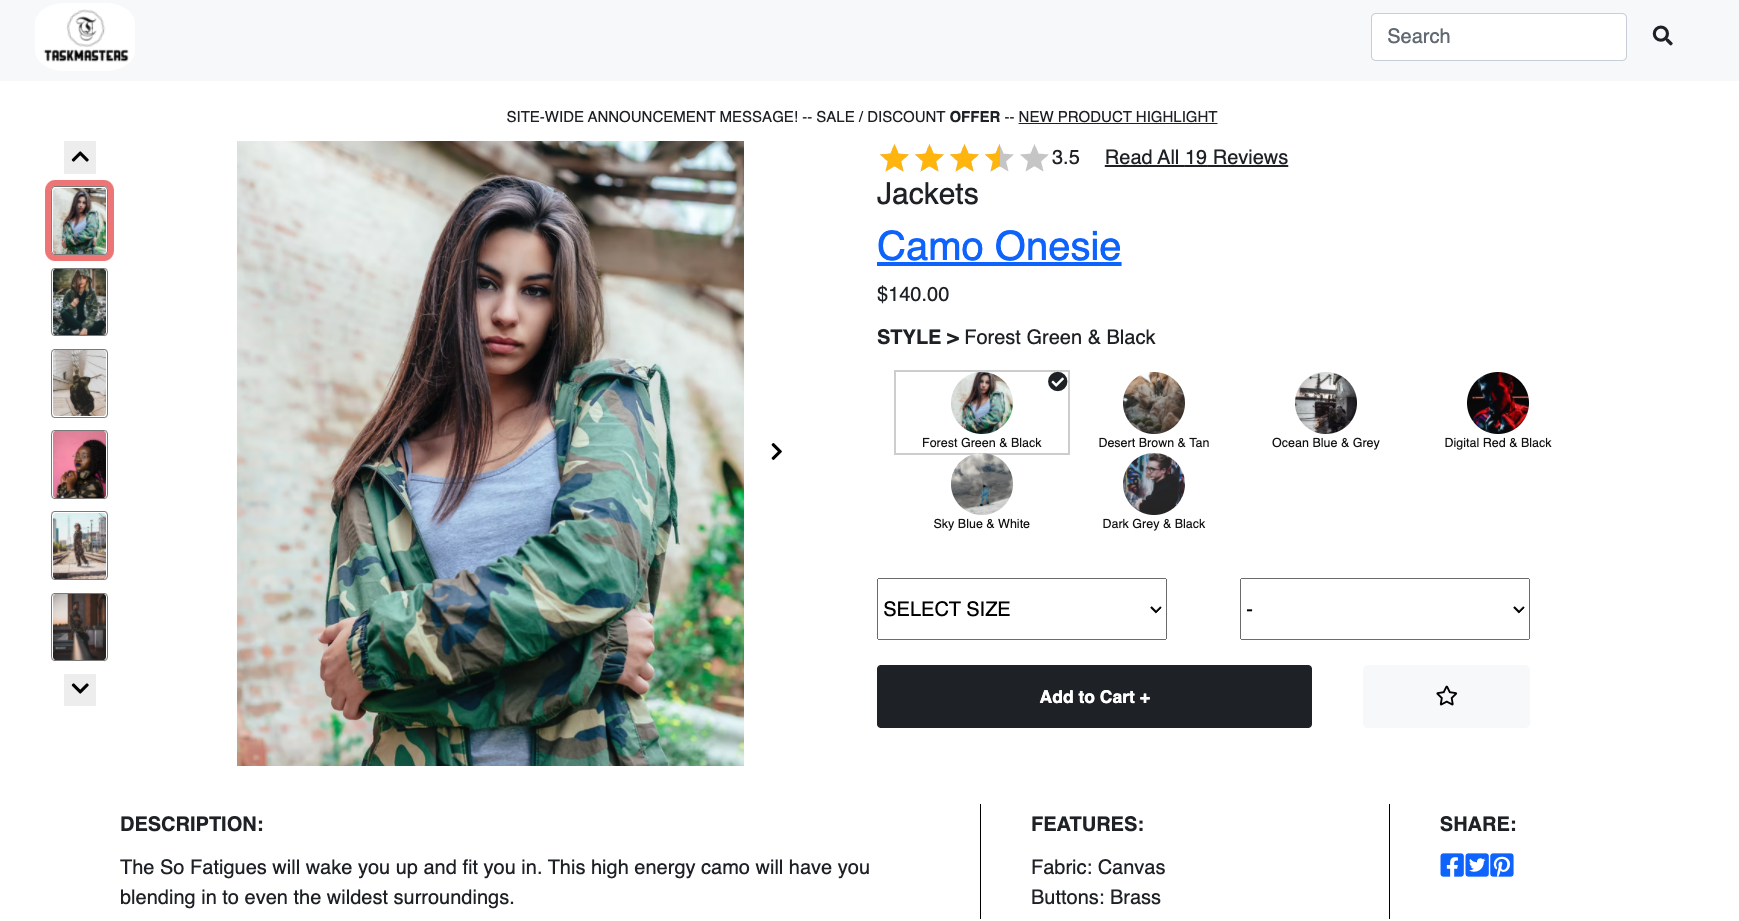 TASKMASTERS
Search
SITE-WIDE ANNOUNCEMENT MESSAGE! -- SALE / DISCOUNT OFFER -- NEW PRODUCT HIGHLIGHT
3.5 Read All 19 Reviews
Jackets
Camo Onesie
$140.00
STYLE > Forest Green & Black
Forest Green & Black
Desert Brown & Tan
Ocean Blue & Grey
Digital Red & Black
Sky Blue & White
Dark Grey & Black
SELECT SIZE
-
Add to Cart +
DESCRIPTION:
The So Fatigues will wake you up and fit you in. This high energy camo will have you
blending in to even the wildest surroundings.
FEATURES:
Fabric: Canvas
Buttons: Brass
SHARE: